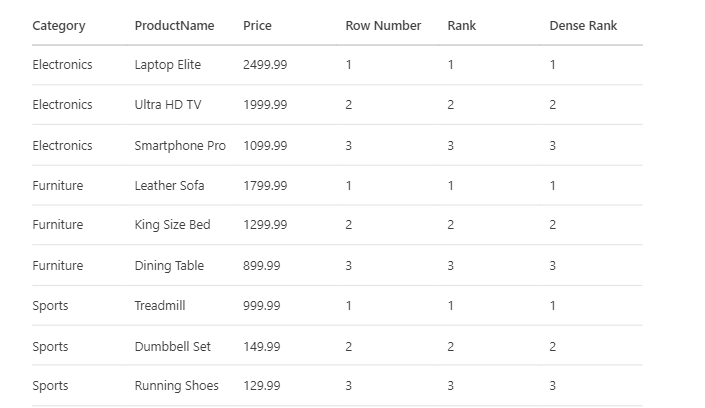 Category ProductName Price Row Number Rank Dense Rank
Electronics Laptop Elite 2499.99 1 1 1
Electronics Ultra HD TV 1999.99 2 2 2
Electronics Smartphone Pro 1099.99 3 3 3
Furniture Leather Sofa 1799.99 1 1 1
Furniture King Size Bed 1299.99 2 2 2
Furniture Dining Table 899.99 3 3 3
Sports Treadmill 999.99 1 1 1
Sports Dumbbell Set 149.99 2 2 2
Sports Running Shoes 129.99 3 3 3